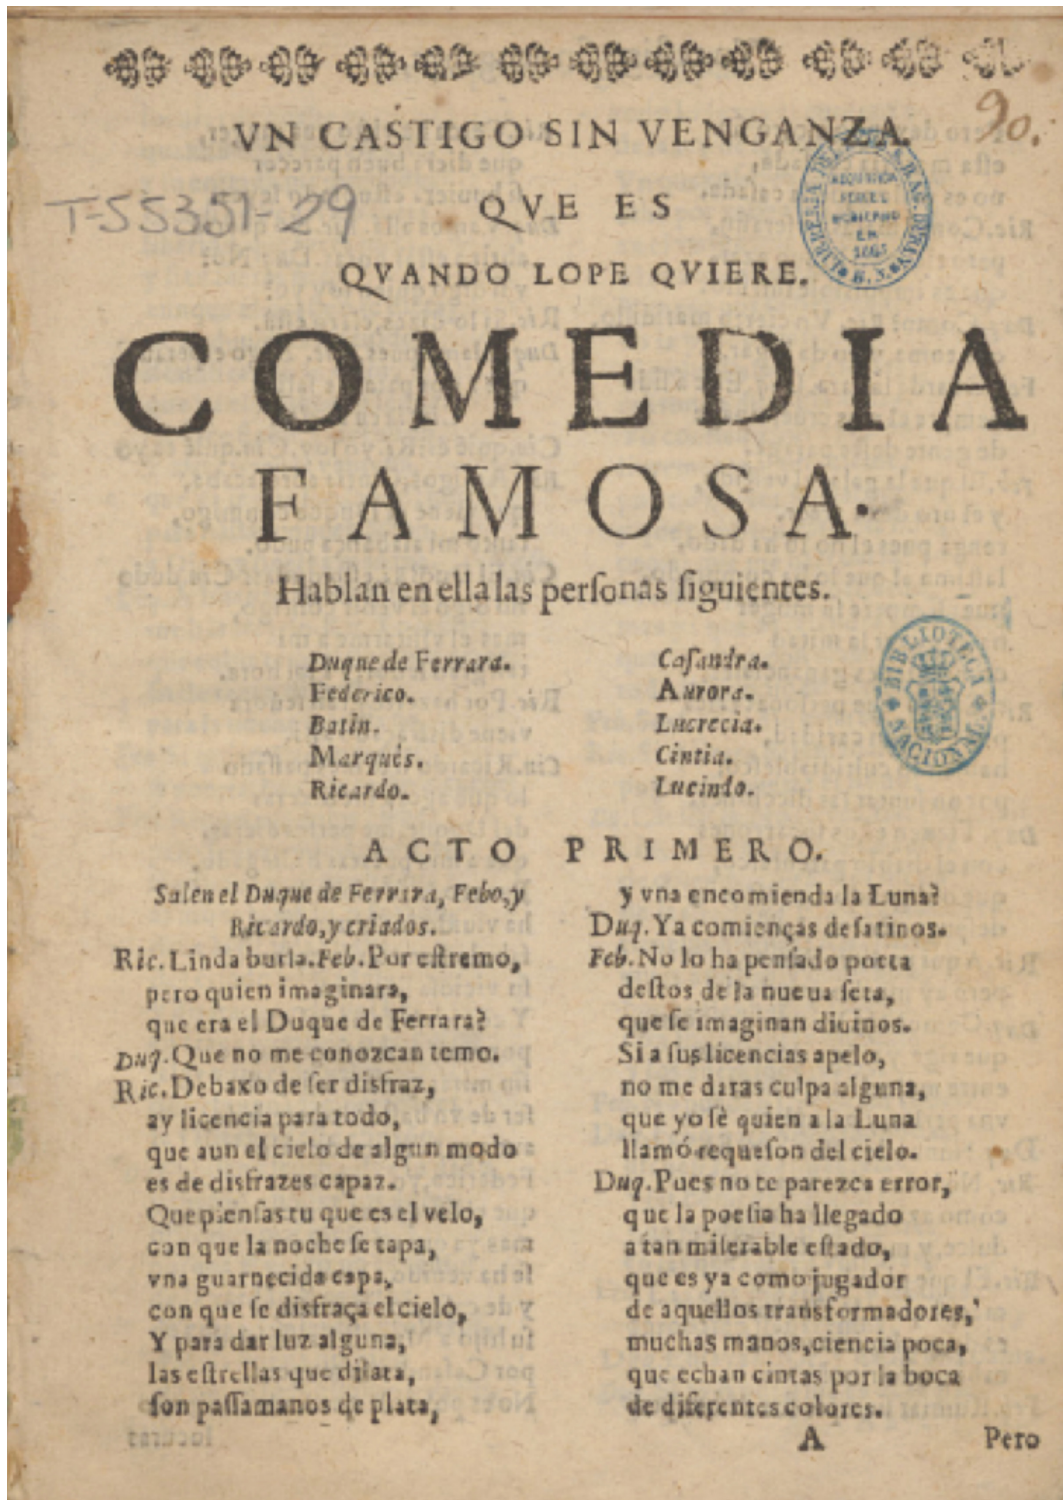 VN CASTIGO SIN VENGANZA.
90.
T-55351-29
QVE ES
QVANDO LOPE QVIERE.
COMEDIA
FAMOSA.
Hablan en ella las perſonas ſiguientes.
Duque de Ferrara.
Federico.
Batin.
Marquès.
Ricardo.
Caſandra.
Aurora.
Lucrecia.
Cintia.
Lucindo.
BIBLIOTECA NACIONAL
ACTO PRIMERO.
Salen el Duque de Ferrara, Febo, y
Ricardo, y criados.
Ric. Linda burla. Feb. Por eſtremo,
pero quien imaginara,
que era el Duque de Ferrara?
Duq. Que no me conozcan temo.
Ric. Debaxo de ſer disfraz,
ay licencia para todo,
que aun el cielo de algun modo
es de disfrazes capaz.
Que pienſas tu que es el velo,
con que la noche ſe tapa,
vna guarnecida capa,
con que ſe disfraça el cielo,
Y para dar luz alguna,
las eſtrellas que dilata,
ſon paſſamanos de plata,
y vna encomienda la Luna?
Duq. Ya comienças deſatinos.
Feb. No lo ha penſado poeta
deſtos de la nueua ſeta,
que ſe imaginan diuinos.
Si a ſus licencias apelo,
no me daras culpa alguna,
que yo sè quien a la Luna
llamó requeſon del cielo.
Duq. Pues no te parezca error,
que la poeſia ha llegado
a tan miſerable eſtado,
que es ya como jugador
de aquellos transformadores,
muchas manos, ciencia poca,
que echan cintas por la boca
de diferentes colores.
A
Pero